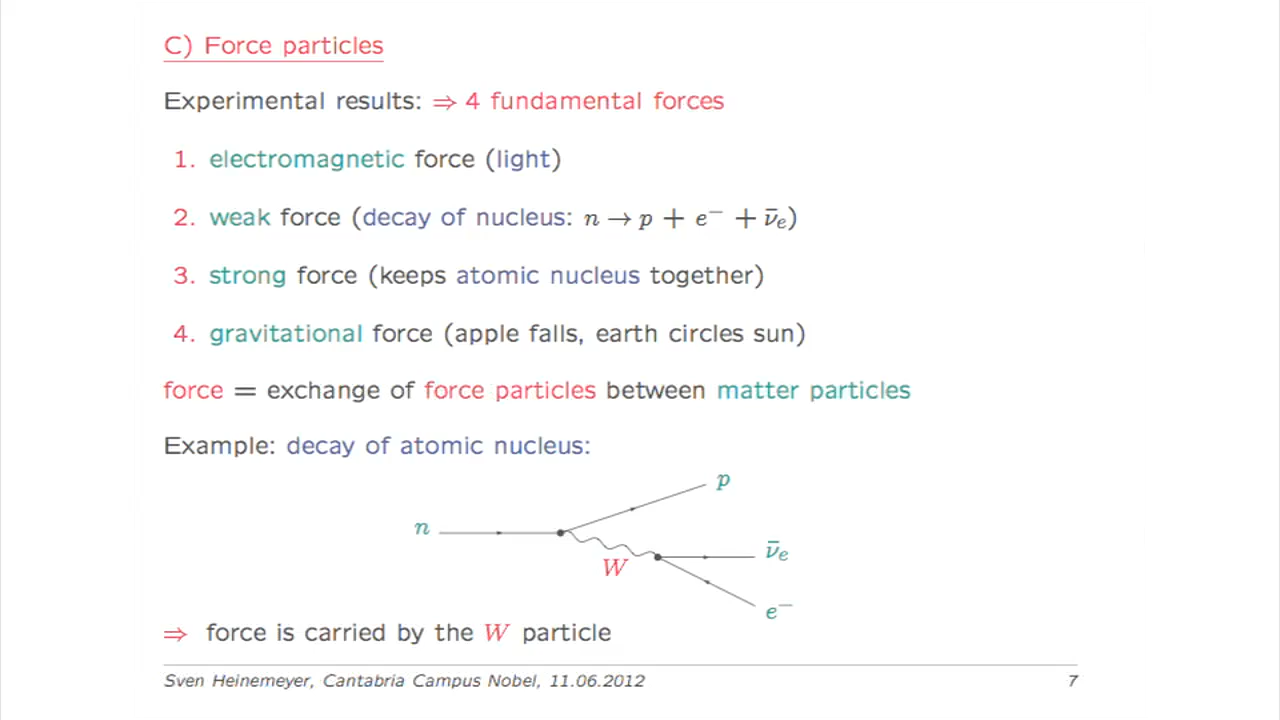 C) Force particles
Experimental results: ⇒ 4 fundamental forces
1. electromagnetic force (light)
2. weak force (decay of nucleus: n → p + e⁻ + ν̄ₑ)
3. strong force (keeps atomic nucleus together)
4. gravitational force (apple falls, earth circles sun)
force = exchange of force particles between matter particles
Example: decay of atomic nucleus:
p
n
ν̄ₑ
W
e⁻
⇒ force is carried by the W particle
Sven Heinemeyer, Cantabria Campus Nobel, 11.06.2012 7